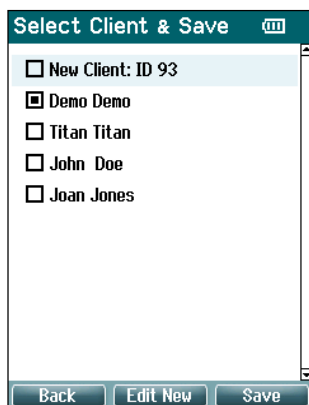 Select Client & Save
New Client: ID 93
Demo Demo
Titan Titan
John Doe
Joan Jones
Back Edit New Save